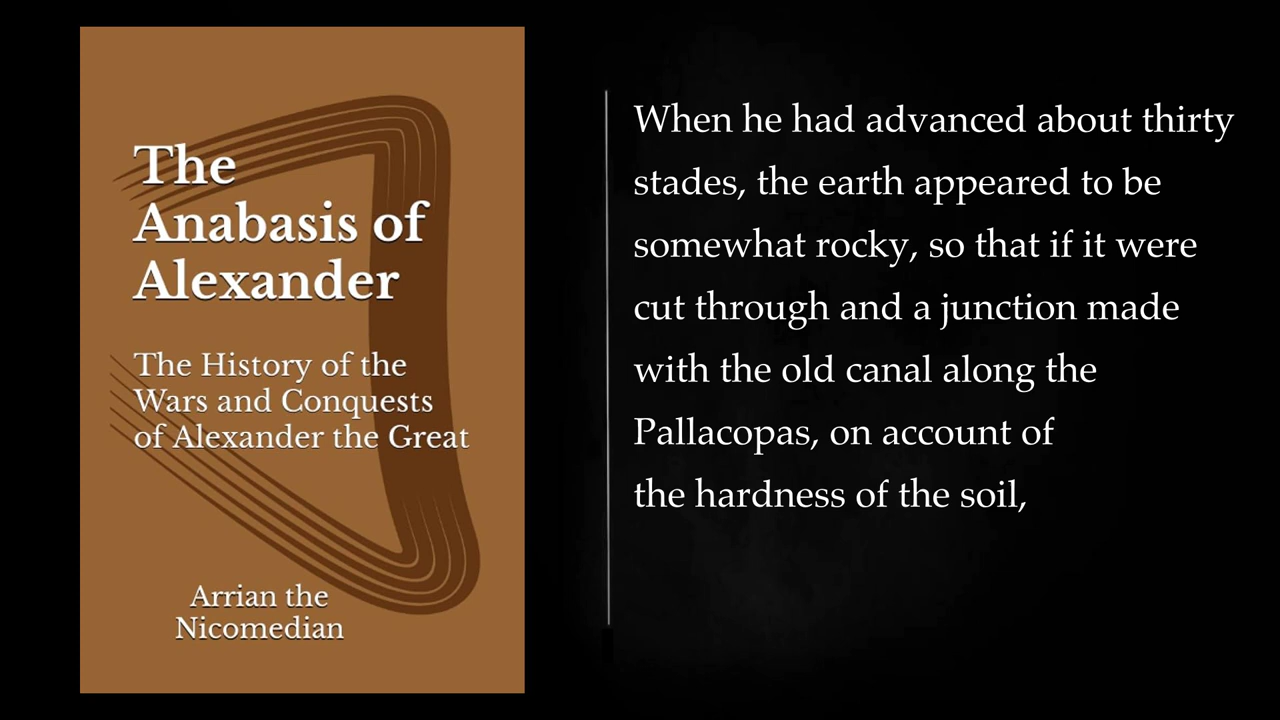 The
Anabasis of
Alexander
The History of the
Wars and Conquests
of Alexander the Great
Arrian the
Nicomedian
When he had advanced about thirty
stades, the earth appeared to be
somewhat rocky, so that if it were
cut through and a junction made
with the old canal along the
Pallacopas, on account of
the hardness of the soil,